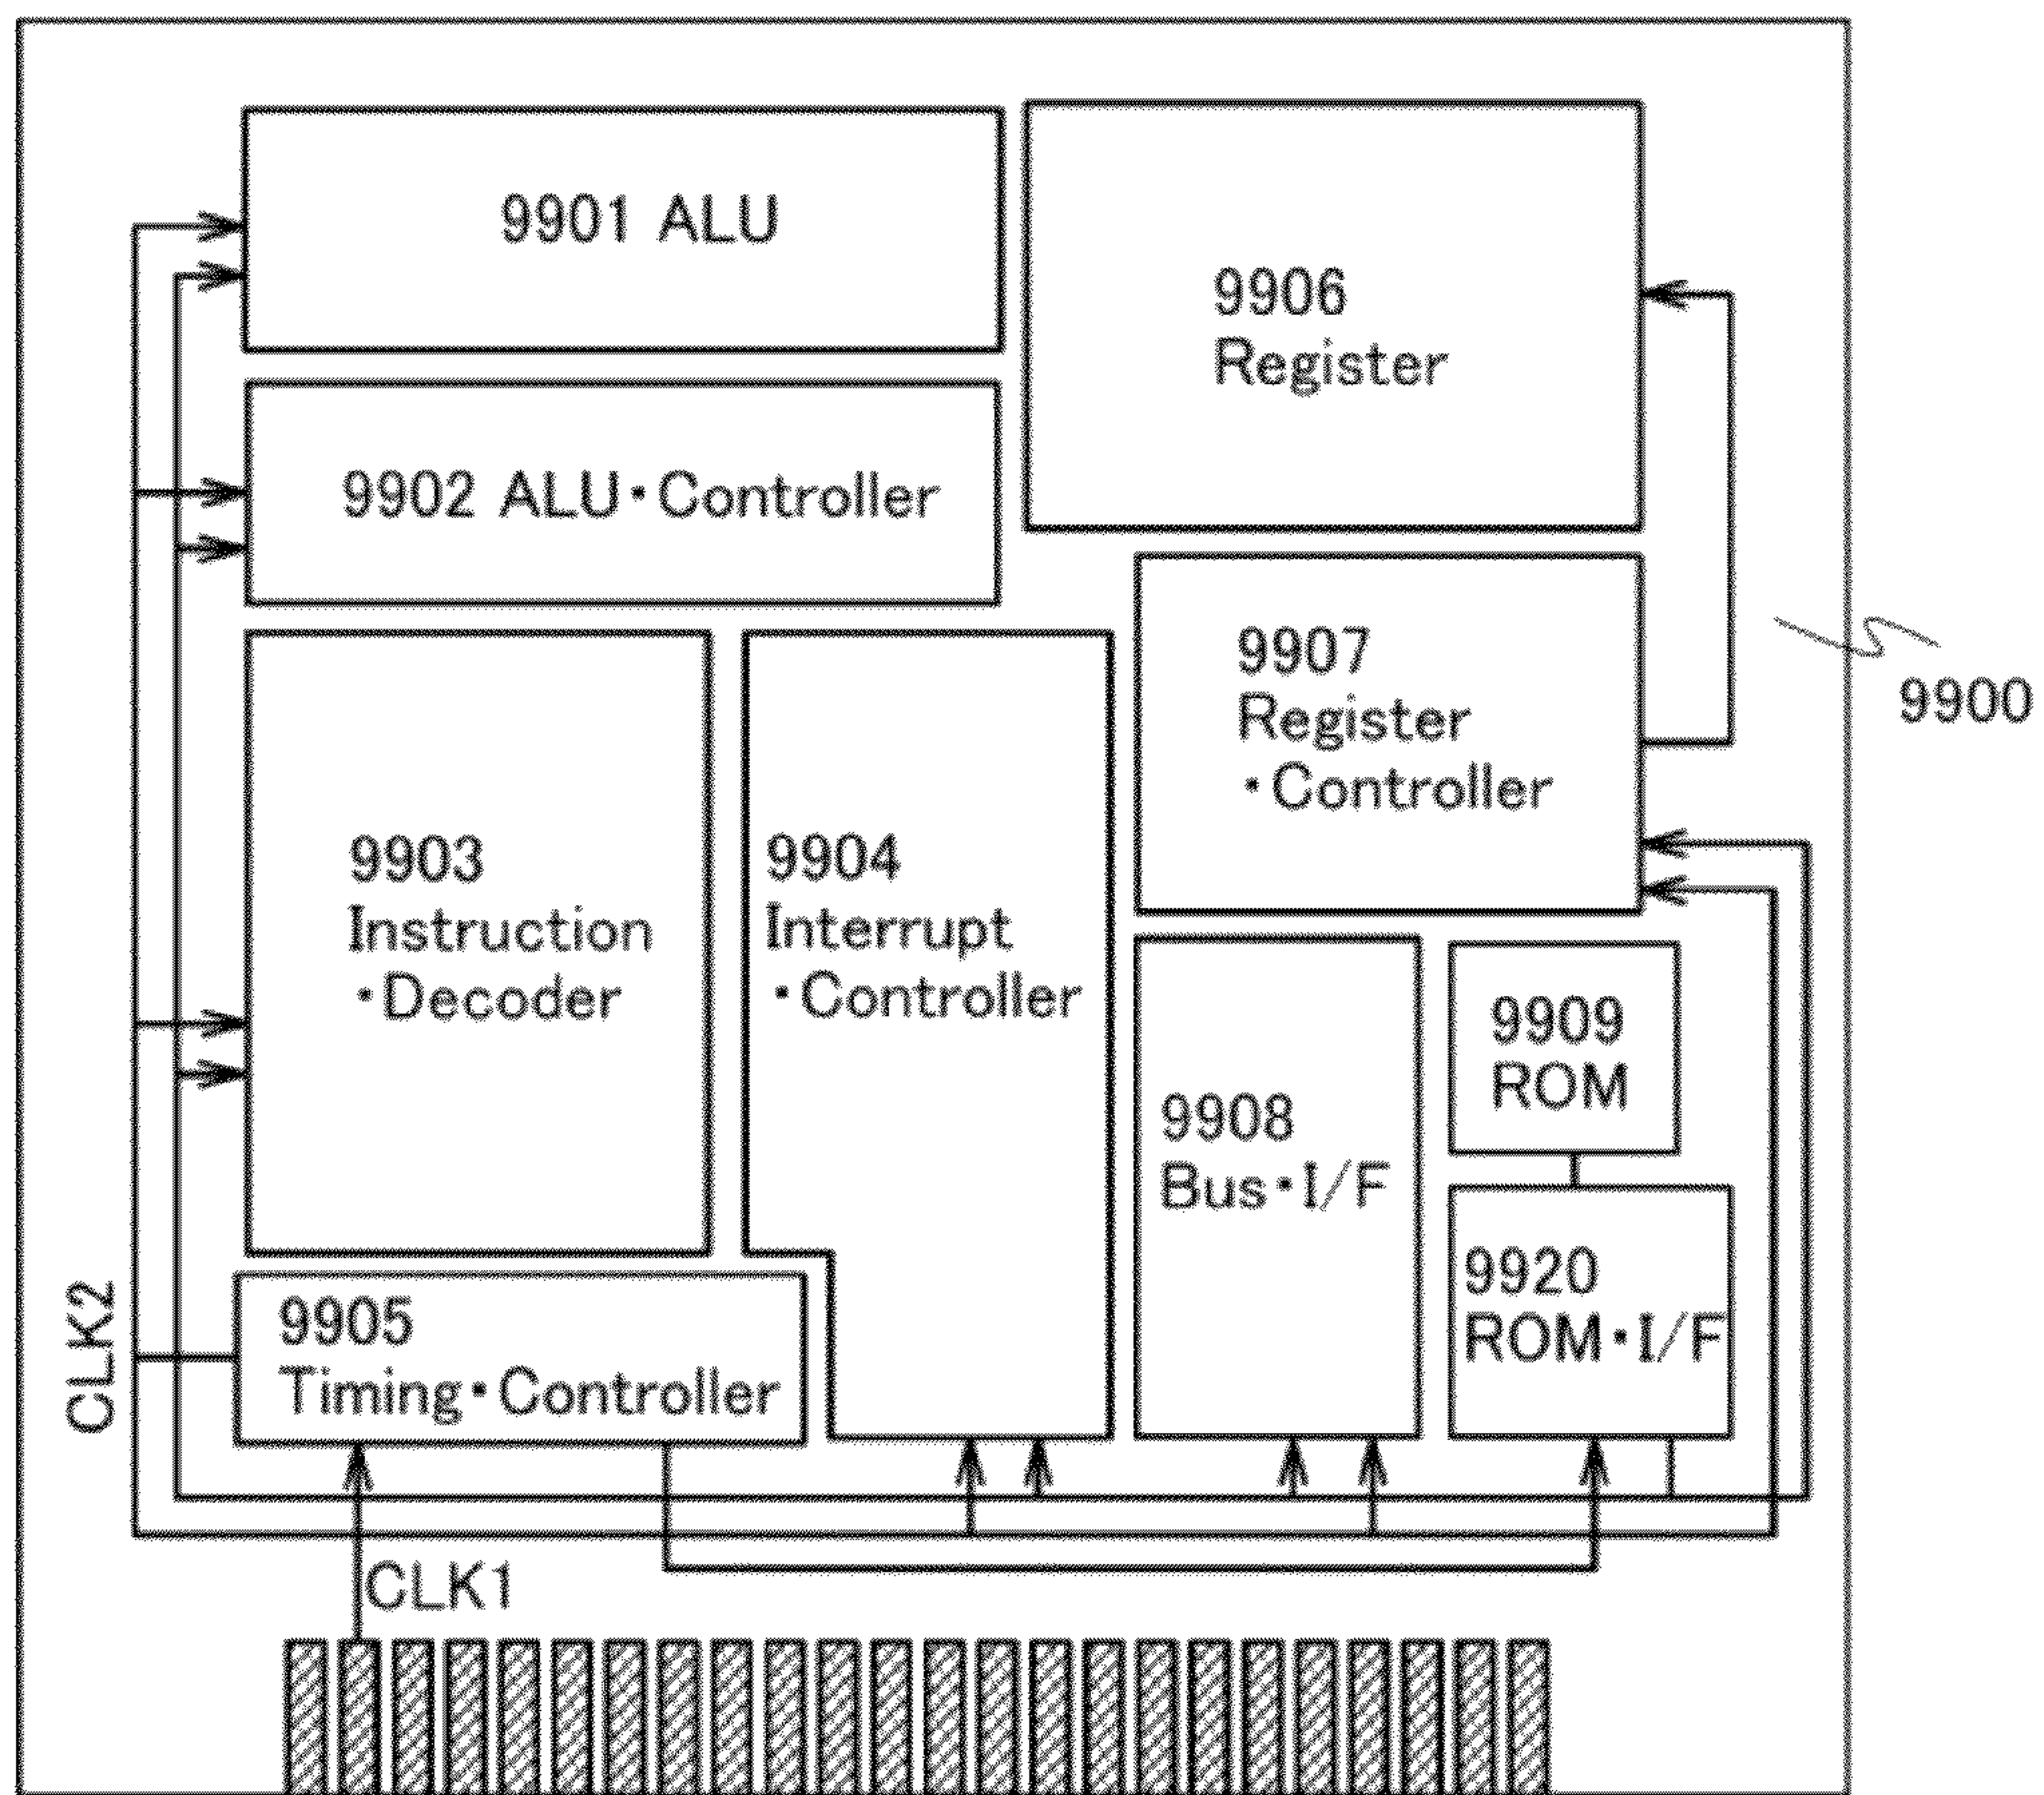 9901 ALU
9906
Register
9902 ALU・Controller
9907
Register
・Controller
9900
9903
Instruction
・Decoder
9904
Interrupt
・Controller
9908
Bus・I/F
9909
ROM
9920
ROM・I/F
9905
Timing・Controller
CLK2
CLK1